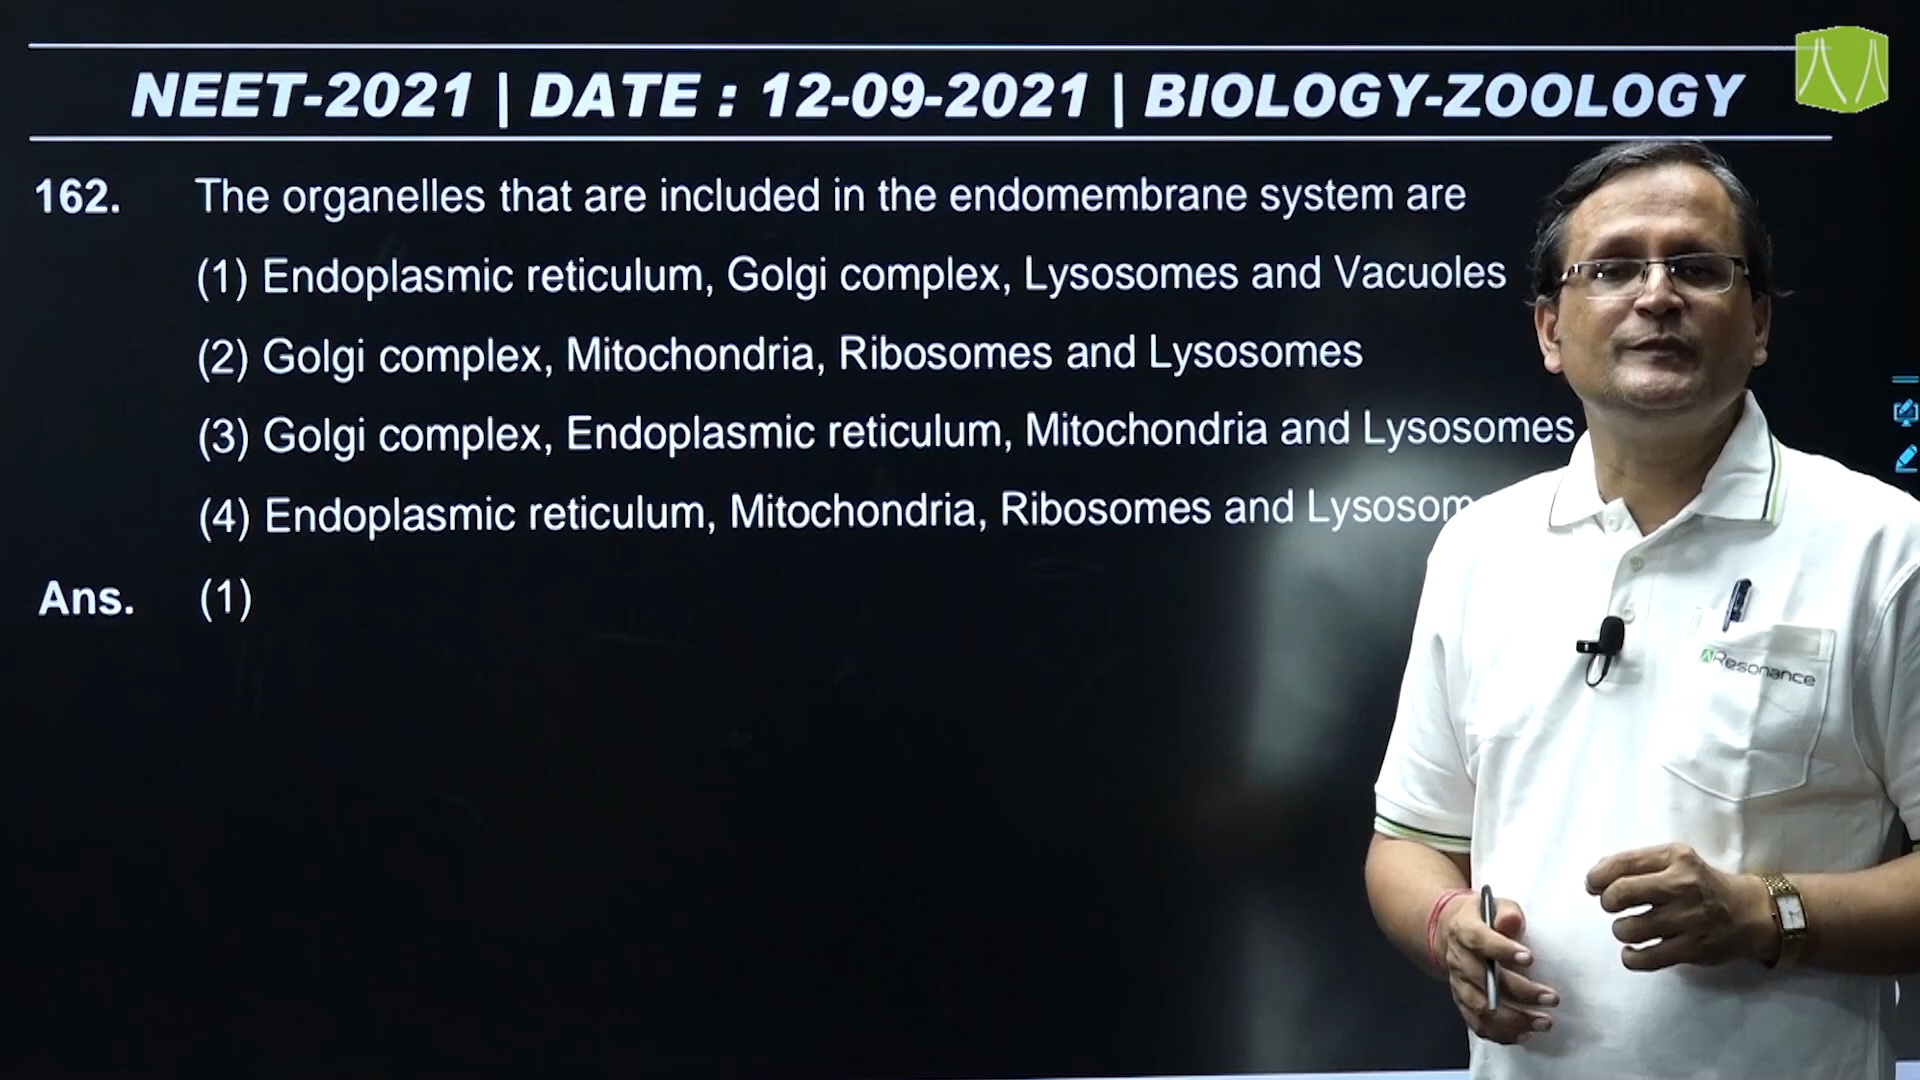 NEET-2021 | DATE : 12-09-2021 | BIOLOGY-ZOOLOGY
162. The organelles that are included in the endomembrane system are
(1) Endoplasmic reticulum, Golgi complex, Lysosomes and Vacuoles
(2) Golgi complex, Mitochondria, Ribosomes and Lysosomes
(3) Golgi complex, Endoplasmic reticulum, Mitochondria and Lysosomes
(4) Endoplasmic reticulum, Mitochondria, Ribosomes and
Ans. (1)
Resonance